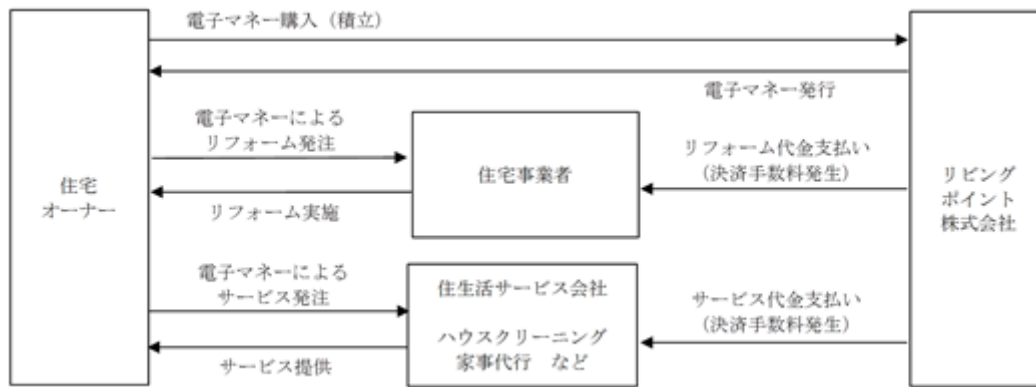 電子マネー購入（積立）
電子マネー発行
電子マネーによる
リフォーム発注
住宅事業者
リフォーム代金支払い
（決済手数料発生）
住宅
オーナー
リフォーム実施
リビング
ポイント
株式会社
電子マネーによる
サービス発注
住生活サービス会社
ハウスクリーニング
家事代行　など
サービス代金支払い
（決済手数料発生）
サービス提供